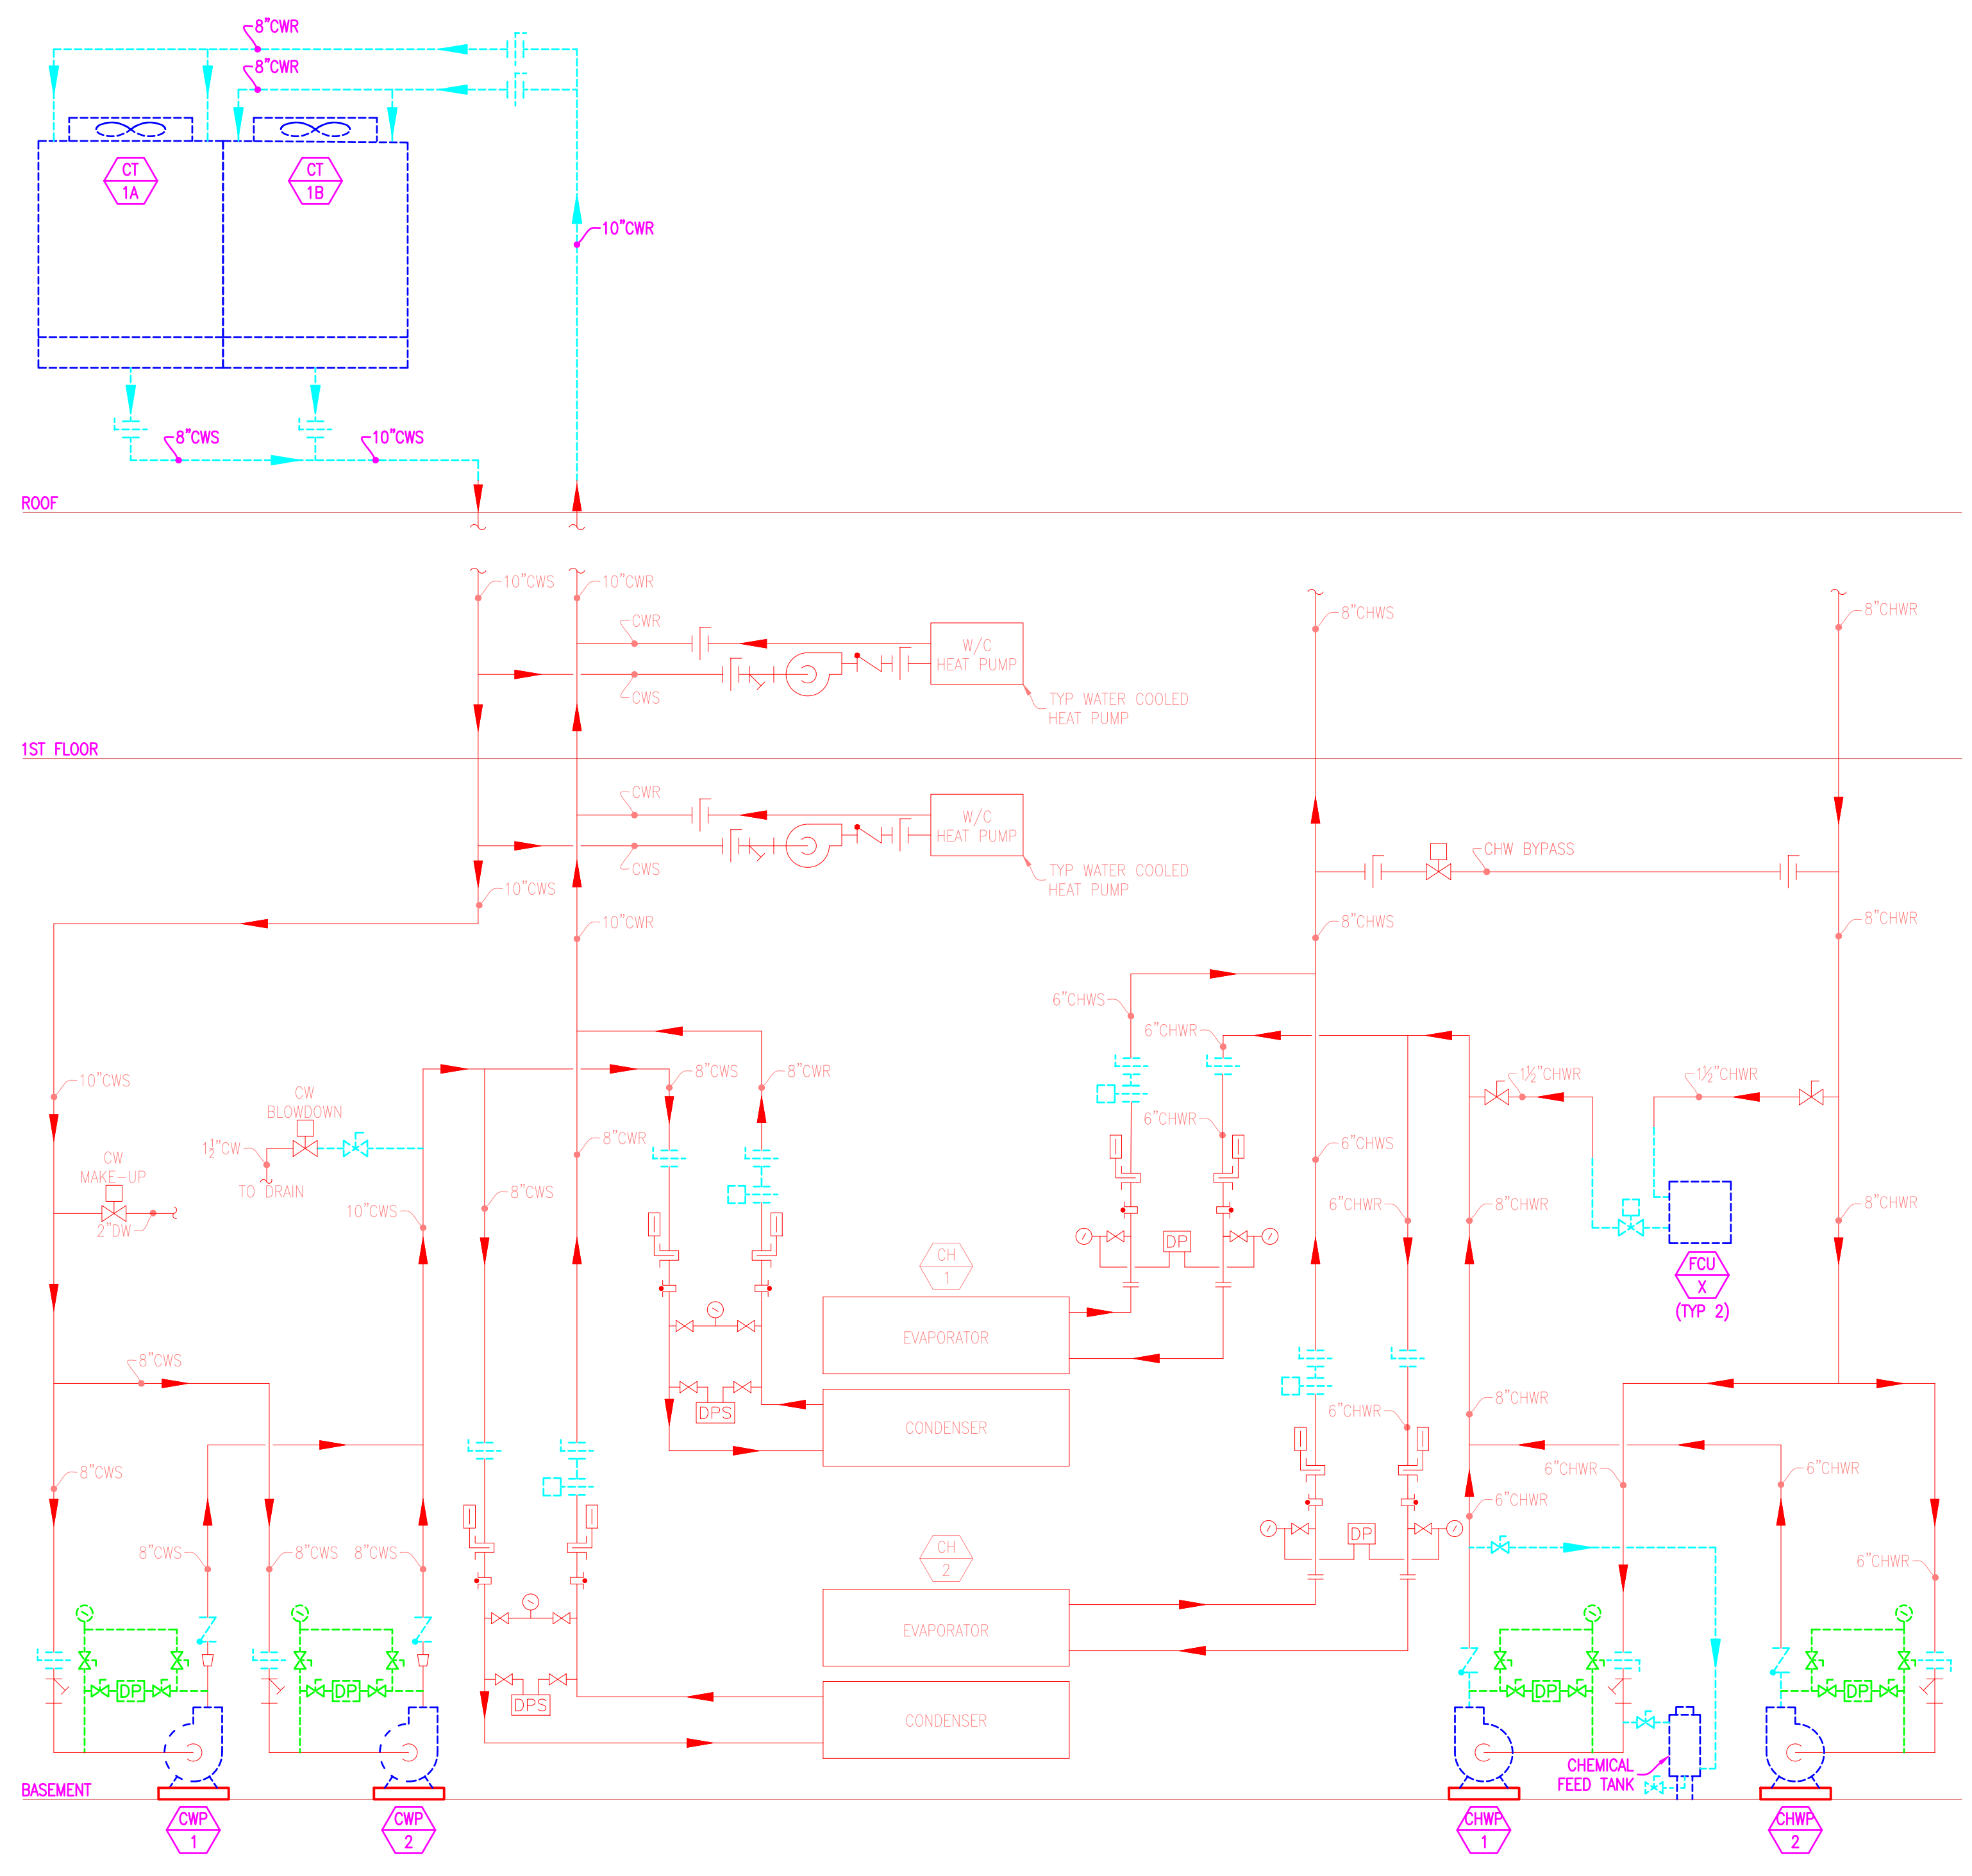 8"CWR
8"CWR
CT
1A
CT
1B
10"CWR
8"CWS
10"CWS
ROOF
10"CWS
10"CWR
CWR
CWS
W/C
HEAT PUMP
TYP WATER COOLED
HEAT PUMP
8"CHWS
8"CHWR
1ST FLOOR
CWR
CWS
W/C
HEAT PUMP
TYP WATER COOLED
HEAT PUMP
CHW BYPASS
10"CWS
10"CWR
8"CHWS
8"CHWR
6"CHWS
6"CHWR
10"CWS
CW
BLOWDOWN
8"CWS
8"CWR
1½"CHWR
1½"CHWR
6"CHWR
1½"CW
TO DRAIN
8"CWR
6"CHWS
CW
MAKE-UP
2"DW
10"CWS
8"CWS
6"CHWR
8"CHWR
8"CHWR
DP
CH
1
FCU
X
(TYP 2)
EVAPORATOR
8"CWS
DPS
CONDENSER
6"CHWR
8"CHWR
8"CWS
6"CHWR
6"CHWR
6"CHWR
8"CWS
8"CWS
8"CWS
CH
2
DP
6"CHWR
EVAPORATOR
DP
DP
DPS
CONDENSER
DP
DP
CHEMICAL
FEED TANK
BASEMENT
CWP
1
CWP
2
CHWP
1
CHWP
2